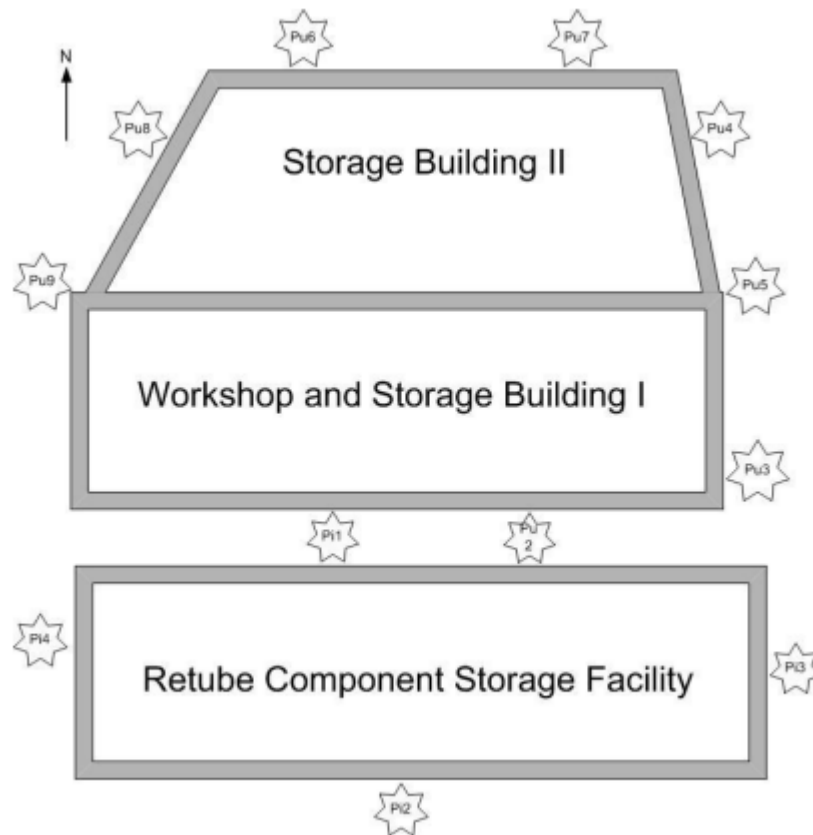 Pu6
Pu7
N
Pu8
Pu4
Storage Building II
Pu9
Pu5
Workshop and Storage Building I
Pu3
Pi1
Pu
2
Pi4
Pi3
Retube Component Storage Facility
Pi2